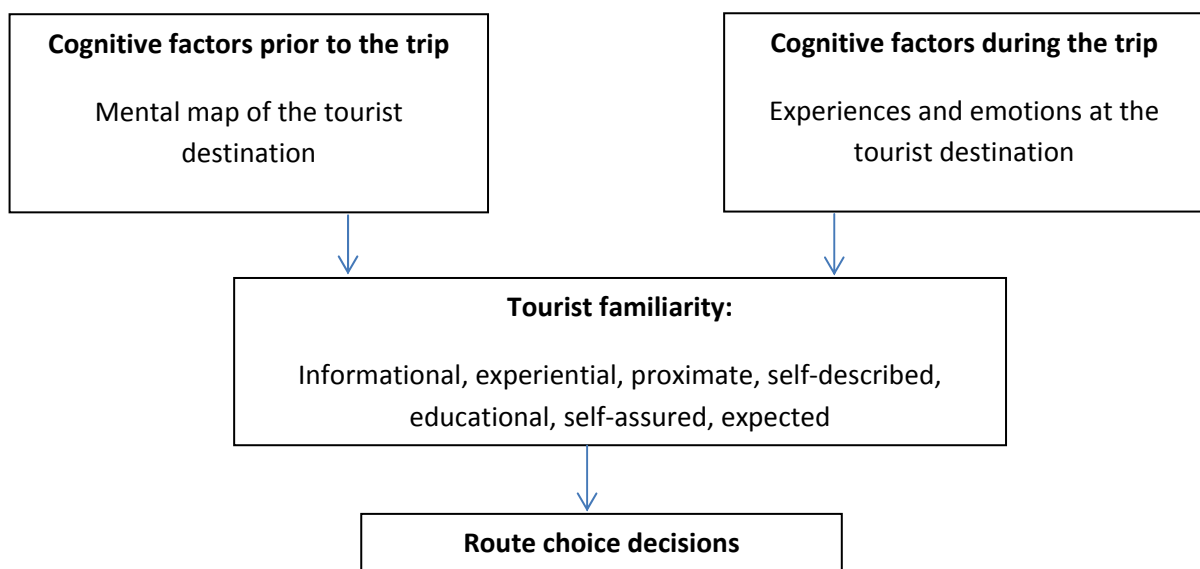 Cognitive factors prior to the trip
Mental map of the tourist
destination
Cognitive factors during the trip
Experiences and emotions at the
tourist destination
Tourist familiarity:
Informational, experiential, proximate, self-described,
educational, self-assured, expected
Route choice decisions